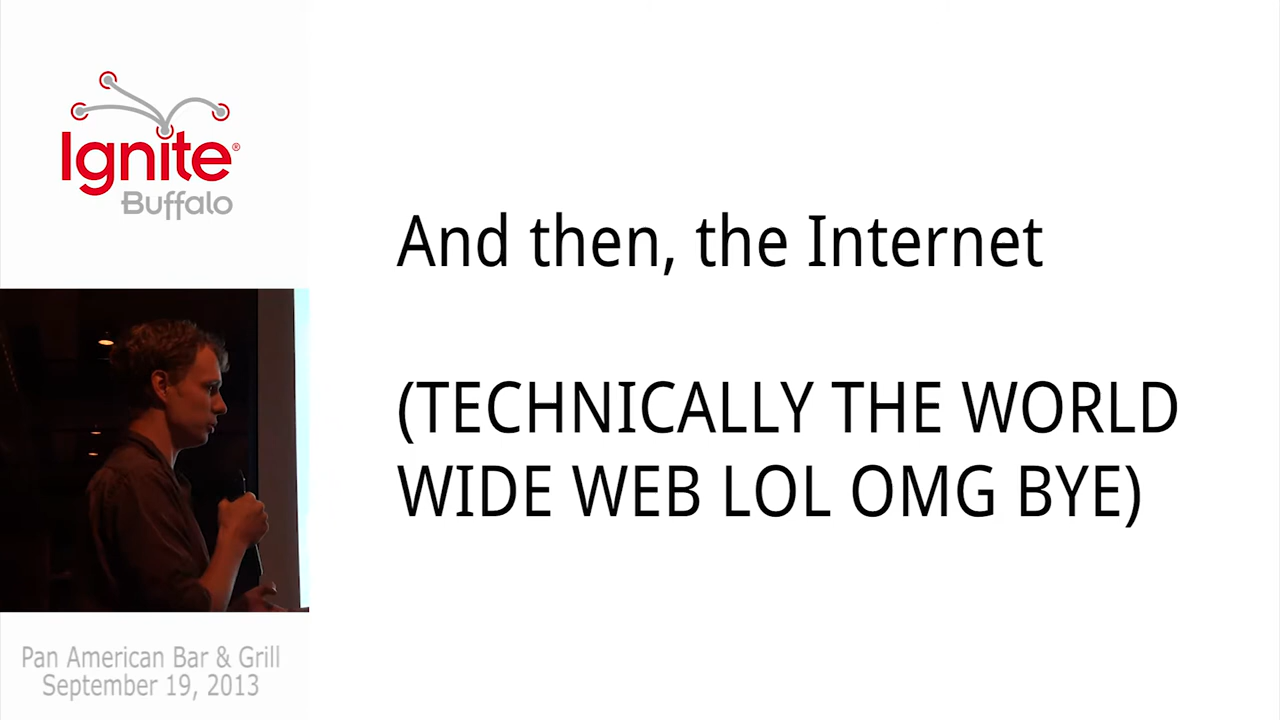 Ignite®
Buffalo
And then, the Internet
(TECHNICALLY THE WORLD
WIDE WEB LOL OMG BYE)
Pan American Bar & Grill
September 19, 2013